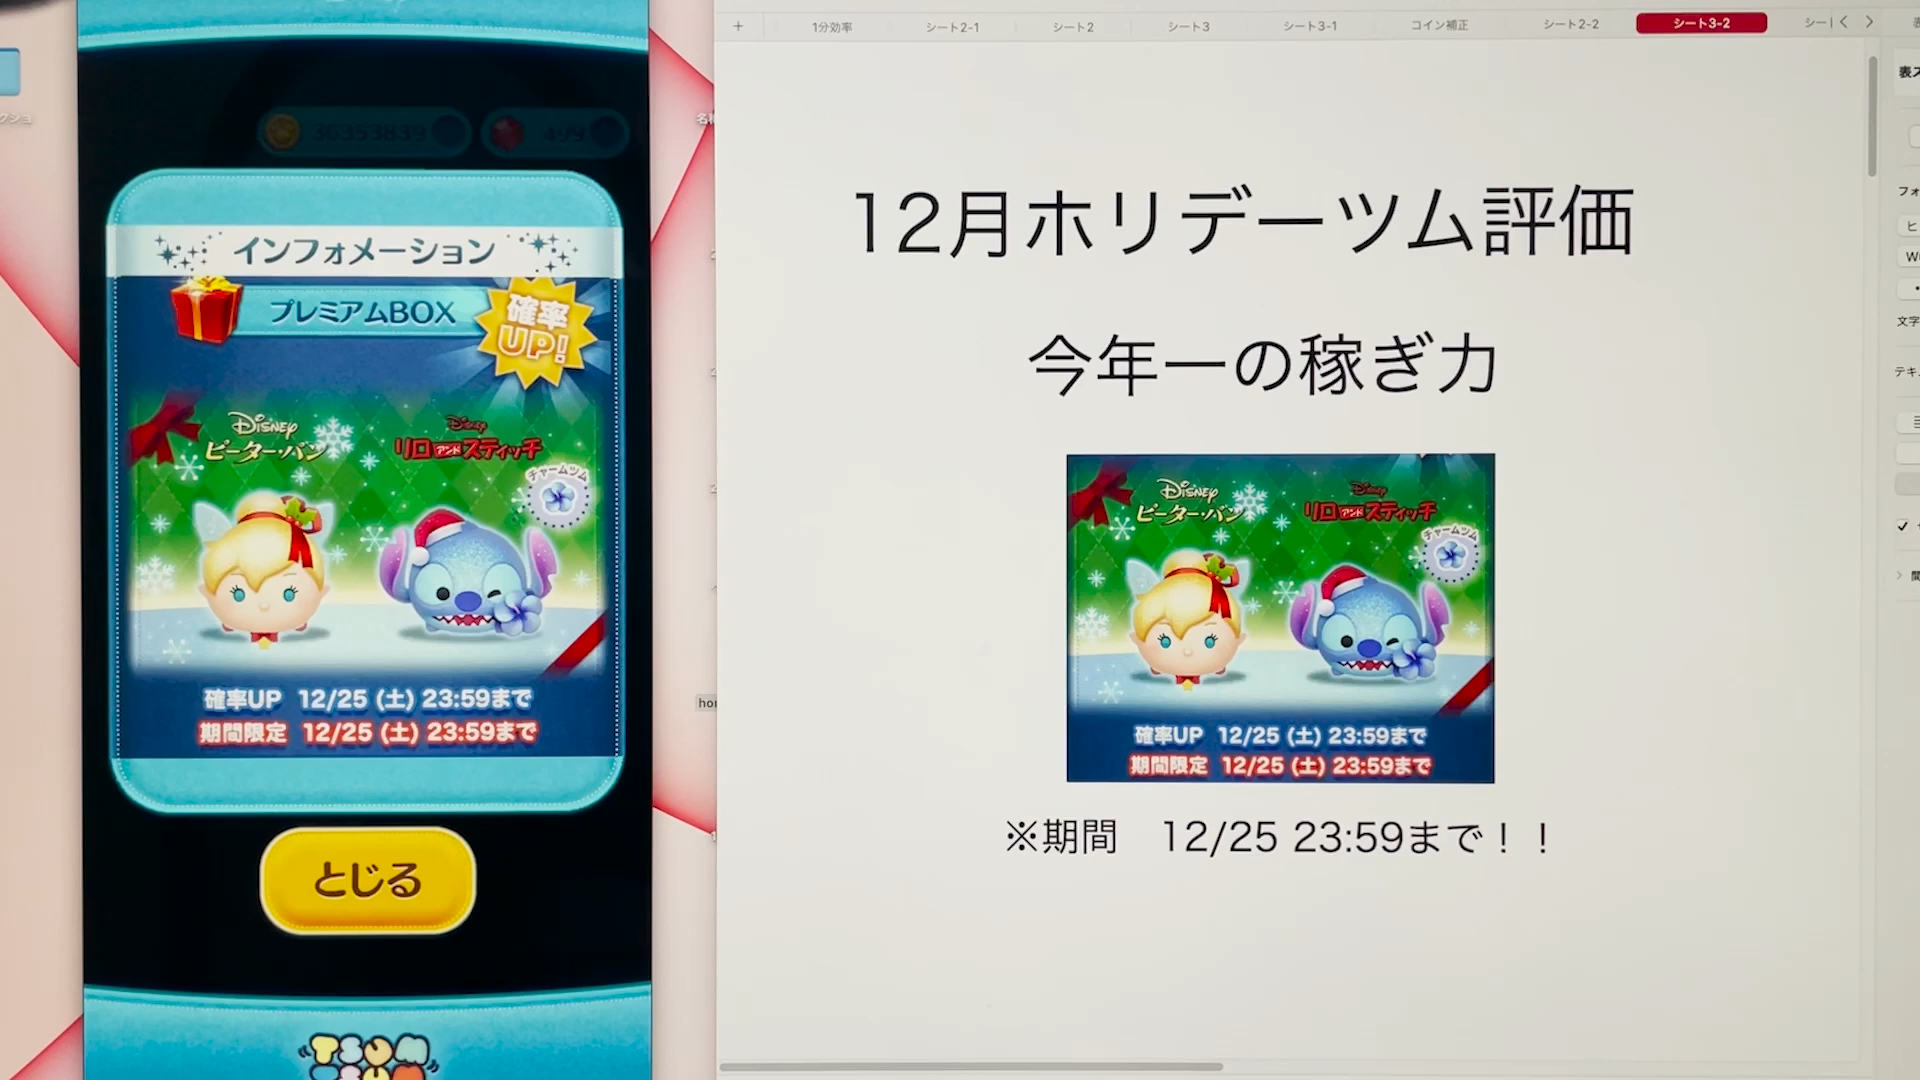 36353839
499
インフォメーション
プレミアムBOX
確率
UP!
Disney
ピーター・パン
Disney
リロ アンド スティッチ
チャームツム
確率UP 12/25 (土) 23:59まで
期間限定 12/25 (土) 23:59まで
とじる
TSUM
1分効率
シート2-1
シート2
シート3
シート3-1
コイン補正
シート2-2
シート3-2
12月ホリデーツム評価
今年一の稼ぎ力
Disney
ピーター・パン
Disney
リロ アンド スティッチ
チャームツム
確率UP 12/25 (土) 23:59まで
期間限定 12/25 (土) 23:59まで
※期間 12/25 23:59まで！！